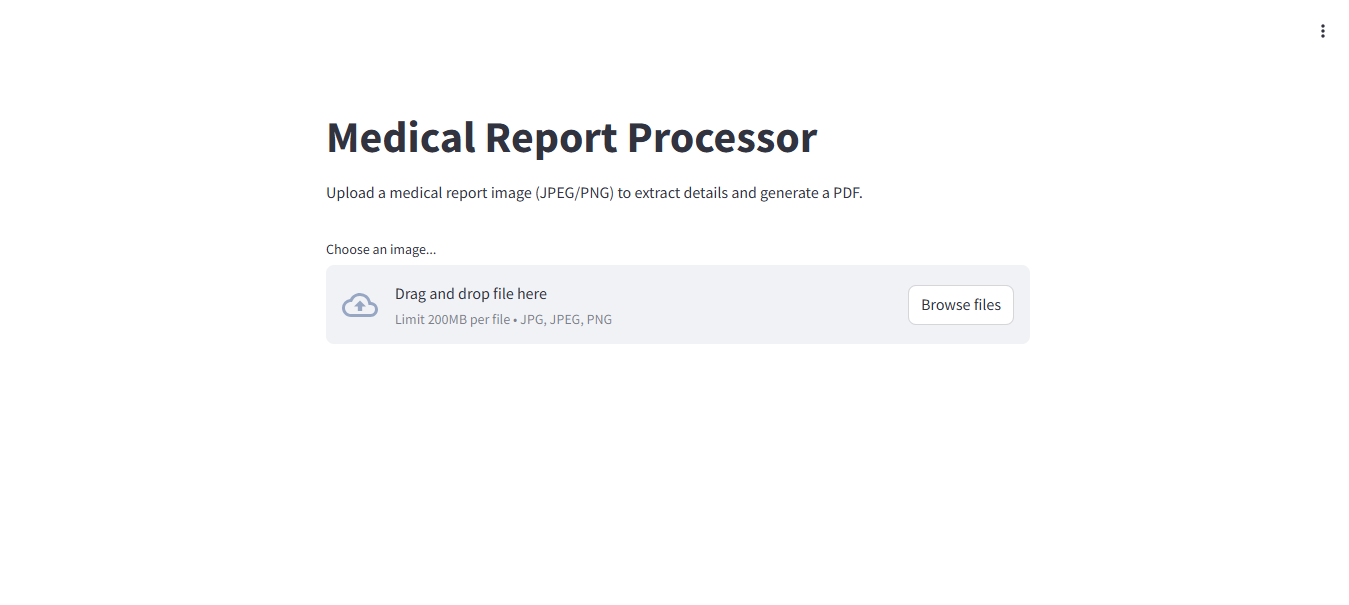 Medical Report Processor
Upload a medical report image (JPEG/PNG) to extract details and generate a PDF.
Choose an image...
Drag and drop file here
Limit 200MB per file • JPG, JPEG, PNG
Browse files